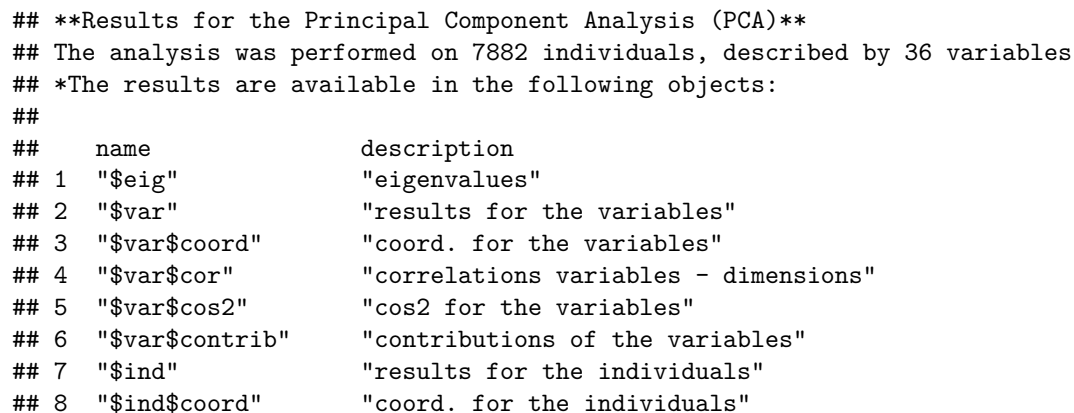 ## **Results for the Principal Component Analysis (PCA)**
## The analysis was performed on 7882 individuals, described by 36 variables
## *The results are available in the following objects:
##
##    name               description
## 1  "$eig"             "eigenvalues"
## 2  "$var"             "results for the variables"
## 3  "$var$coord"       "coord. for the variables"
## 4  "$var$cor"         "correlations variables - dimensions"
## 5  "$var$cos2"        "cos2 for the variables"
## 6  "$var$contrib"     "contributions of the variables"
## 7  "$ind"             "results for the individuals"
## 8  "$ind$coord"       "coord. for the individuals"